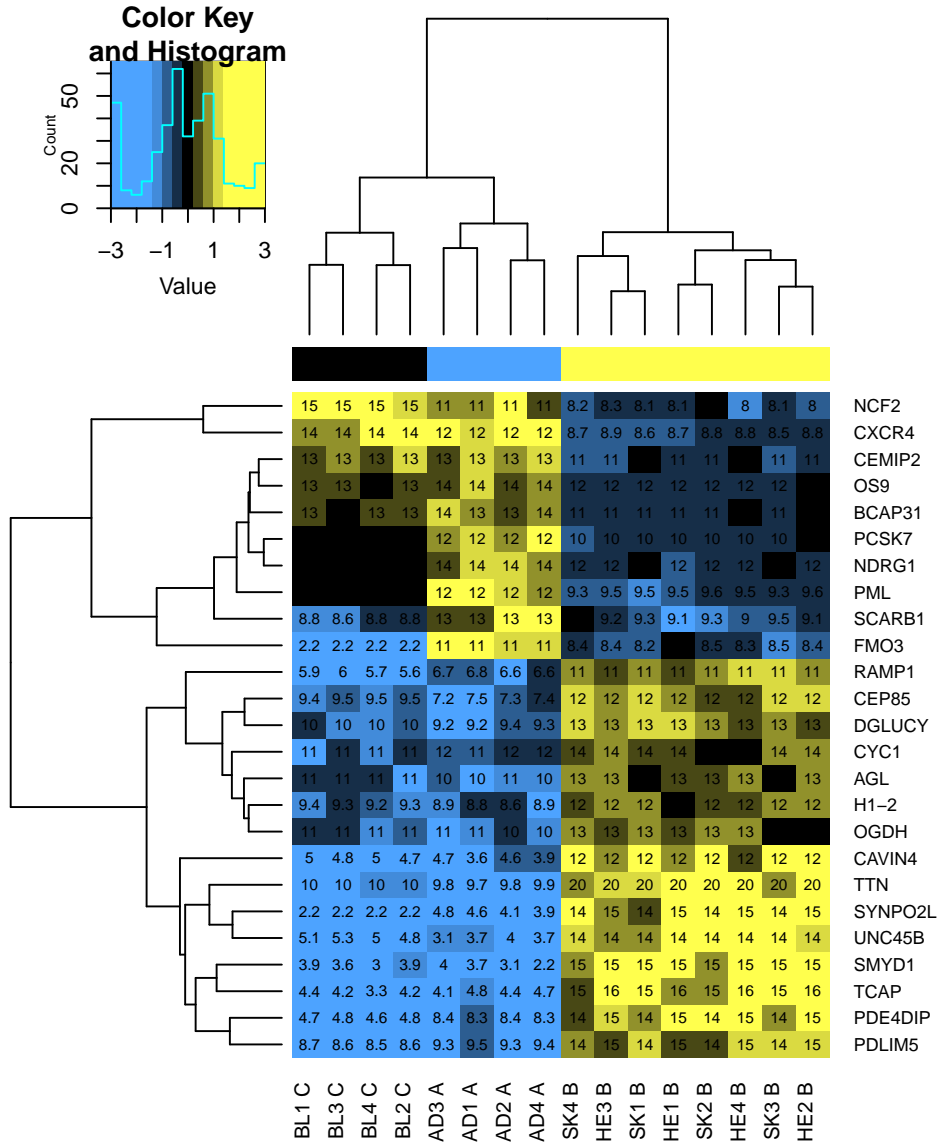 Color Key
and Histogram
Count
0 20 50
−3 −1 1 3
Value
15 15 15 15 11 11 11 11 8.2 8.3 8.1 8.1 8 8.1 8 NCF2
14 14 14 14 12 12 12 12 8.7 8.9 8.6 8.7 8.8 8.8 8.5 8.8 CXCR4
13 13 13 13 13 13 13 13 11 11 11 11 11 11 CEMIP2
13 13 13 14 14 14 14 12 12 12 12 12 12 12 OS9
13 13 13 14 13 13 14 11 11 11 11 11 11 BCAP31
12 12 12 12 10 10 10 10 10 10 10 PCSK7
14 14 14 14 12 12 12 12 12 12 NDRG1
12 12 12 12 9.3 9.5 9.5 9.5 9.6 9.5 9.3 9.6 PML
8.8 8.6 8.8 8.8 13 13 13 13 9.2 9.3 9.1 9.3 9 9.5 9.1 SCARB1
2.2 2.2 2.2 2.2 11 11 11 11 8.4 8.4 8.2 8.5 8.3 8.5 8.4 FMO3
5.9 6 5.7 5.6 6.7 6.8 6.6 6.6 11 11 11 11 11 11 11 11 RAMP1
9.4 9.5 9.5 9.5 7.2 7.5 7.3 7.4 12 12 12 12 12 12 12 12 CEP85
10 10 10 10 9.2 9.2 9.4 9.3 13 13 13 13 13 13 13 13 DGLUCY
11 11 11 11 12 11 12 12 14 14 14 14 14 14 CYC1
11 11 11 11 10 10 11 10 13 13 13 13 13 13 AGL
9.4 9.3 9.2 9.3 8.9 8.8 8.6 8.9 12 12 12 12 12 12 12 H1−2
11 11 11 11 11 11 10 10 13 13 13 13 13 13 OGDH
5 4.8 5 4.7 4.7 3.6 4.6 3.9 12 12 12 12 12 12 12 12 CAVIN4
10 10 10 10 9.8 9.7 9.8 9.9 20 20 20 20 20 20 20 20 TTN
2.2 2.2 2.2 2.2 4.8 4.6 4.1 3.9 14 15 14 15 14 15 14 15 SYNPO2L
5.1 5.3 5 4.8 3.1 3.7 4 3.7 14 14 14 14 14 14 14 14 UNC45B
3.9 3.6 3 3.9 4 3.7 3.1 2.2 15 15 15 15 15 15 15 15 SMYD1
4.4 4.2 3.3 4.2 4.1 4.8 4.4 4.7 15 16 15 16 15 16 15 16 TCAP
4.7 4.8 4.6 4.8 8.4 8.3 8.4 8.3 14 15 14 15 14 15 14 15 PDE4DIP
8.7 8.6 8.5 8.6 9.3 9.5 9.3 9.4 14 15 14 15 14 15 14 15 PDLIM5
BL1 C BL3 C BL4 C BL2 C AD3 A AD1 A AD2 A AD4 A SK4 B HE3 B SK1 B HE1 B SK2 B HE4 B SK3 B HE2 B